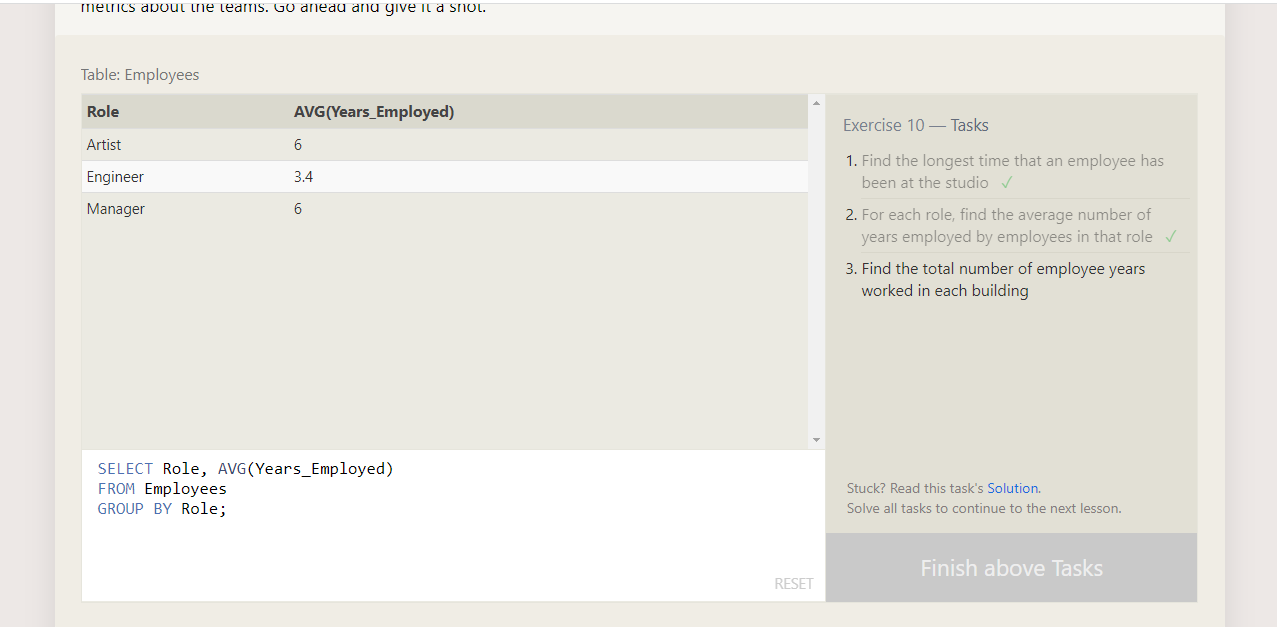 metrics about the teams. Go ahead and give it a shot.
Table: Employees
Role AVG(Years_Employed)
Artist 6
Engineer 3.4
Manager 6
SELECT Role, AVG(Years_Employed)
FROM Employees
GROUP BY Role;
RESET
Exercise 10 — Tasks
1. Find the longest time that an employee has
been at the studio ✓
2. For each role, find the average number of
years employed by employees in that role ✓
3. Find the total number of employee years
worked in each building
Stuck? Read this task's Solution.
Solve all tasks to continue to the next lesson.
Finish above Tasks